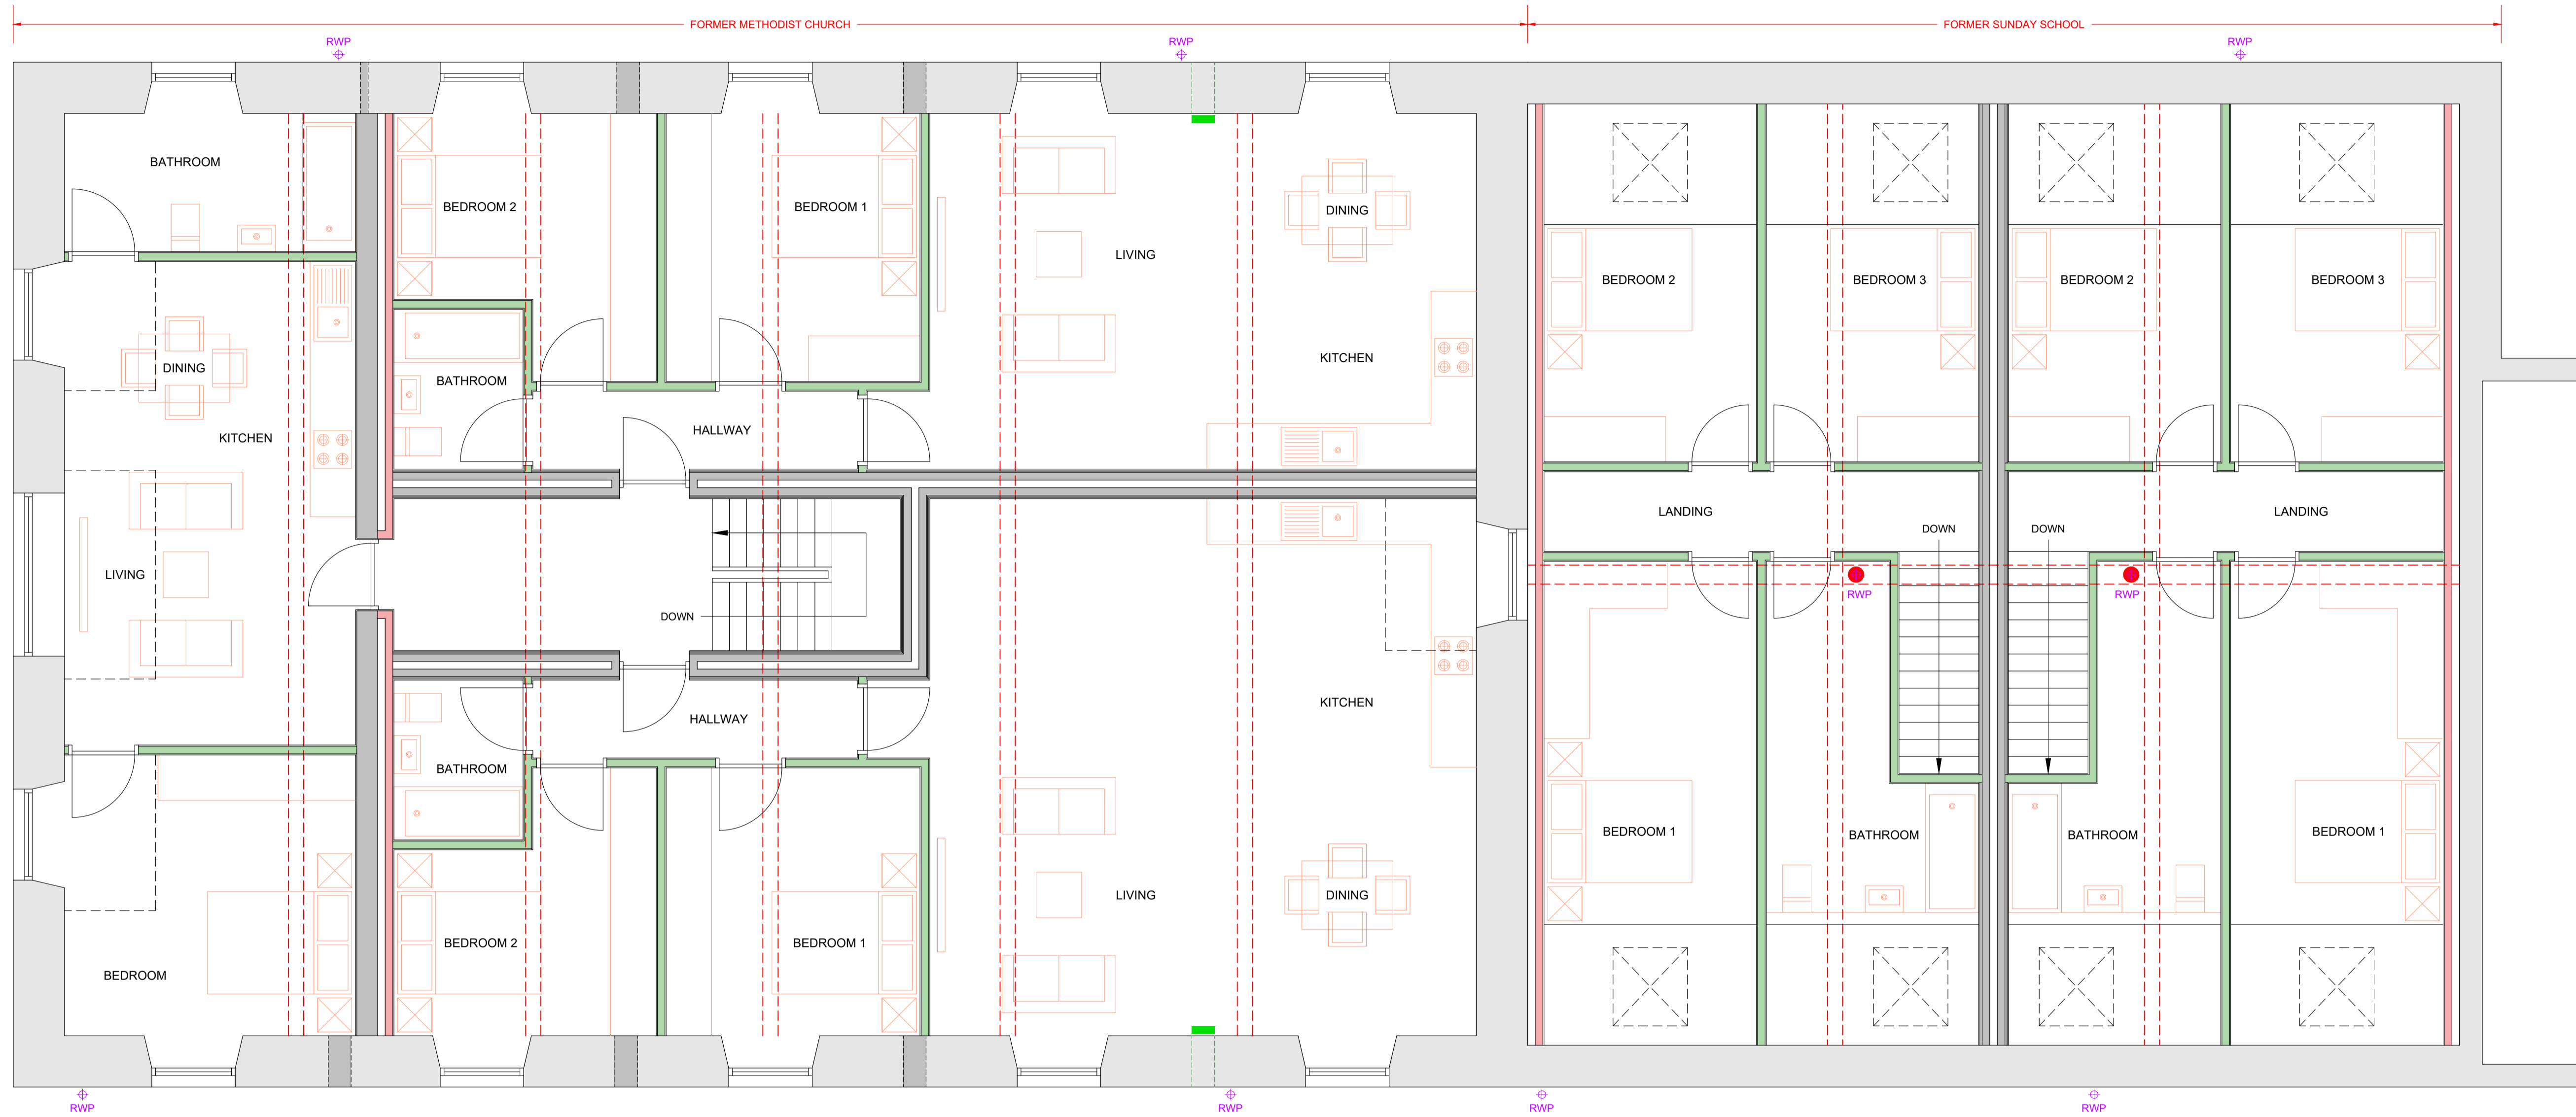 FORMER METHODIST CHURCH
FORMER SUNDAY SCHOOL
RWP
RWP
RWP
BATHROOM
BEDROOM 2
BEDROOM 1
DINING
LIVING
BEDROOM 2
BEDROOM 3
BEDROOM 2
BEDROOM 3
DINING
BATHROOM
KITCHEN
KITCHEN
HALLWAY
LANDING
DOWN
DOWN
LANDING
LIVING
RWP
RWP
DOWN
HALLWAY
KITCHEN
BATHROOM
BEDROOM 1
BATHROOM
BATHROOM
BEDROOM 1
LIVING
DINING
BEDROOM 2
BEDROOM 1
BEDROOM
RWP
RWP
RWP
RWP